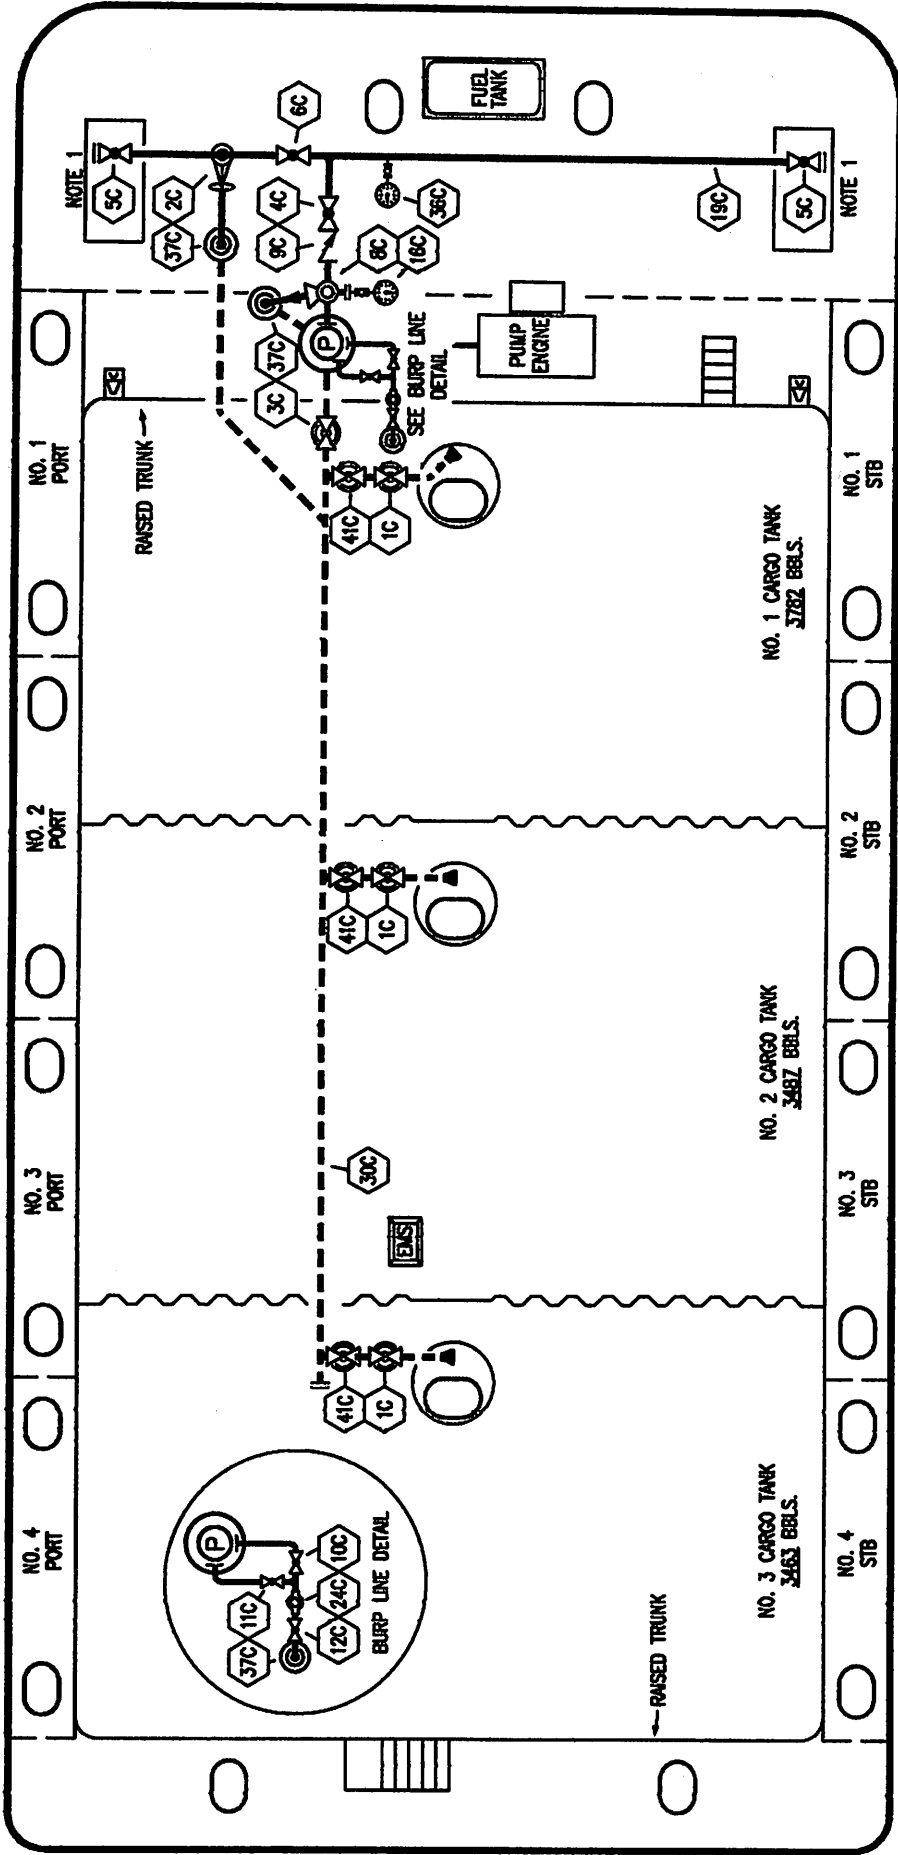 NOTE 1
5C
2C
37C
6C
4C
9C
FUEL
TANK
36C
19C
5C
NOTE 1
8C
16C
37C
3C
SEE BURP LINE
DETAIL
PUMP
ENGINE
P
NO. 1
PORT
RAISED TRUNK
41C
1C
NO. 1 CARGO TANK
3782 BBLS.
NO. 1
STB
NO. 2
PORT
41C
1C
NO. 2
STB
NO. 2 CARGO TANK
3487 BBLS.
NO. 3
PORT
30C
EMS
NO. 3
STB
41C
1C
NO. 4
PORT
P
11C
37C
10C
24C
12C
BURP LINE DETAIL
NO. 3 CARGO TANK
3463 BBLS.
NO. 4
STB
RAISED TRUNK